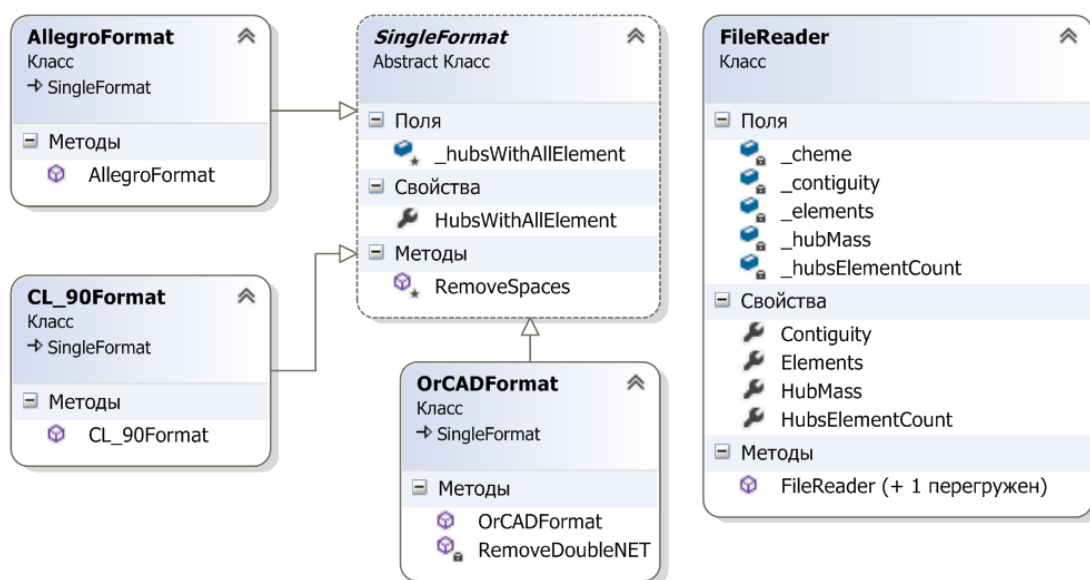 AllegroFormat
Класс
SingleFormat
Методы
AllegroFormat
CL_90Format
Класс
SingleFormat
Методы
CL_90Format
SingleFormat
Abstract Класс
Поля
_hubsWithAllElement
Свойства
HubsWithAllElement
Методы
RemoveSpaces
OrCADFormat
Класс
SingleFormat
Методы
OrCADFormat
RemoveDoubleNET
FileReader
Класс
Поля
_cheme
_contiguity
_elements
_hubMass
_hubsElementCount
Свойства
Contiguity
Elements
HubMass
HubsElementCount
Методы
FileReader (+ 1 перегружен)